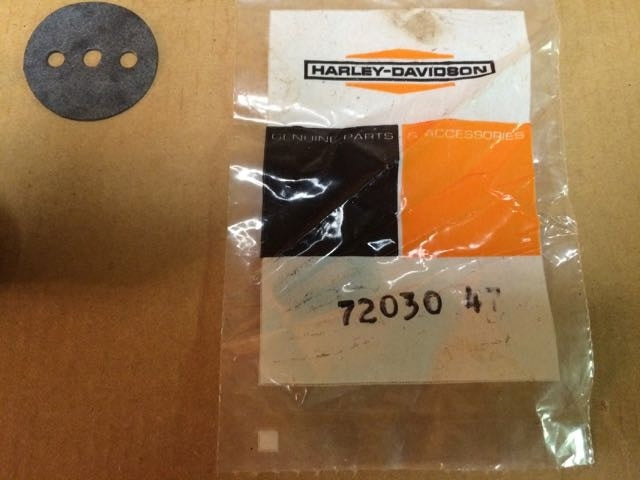 HARLEY-DAVIDSON
GENUINE PARTS & ACCESSORIES
72030 47